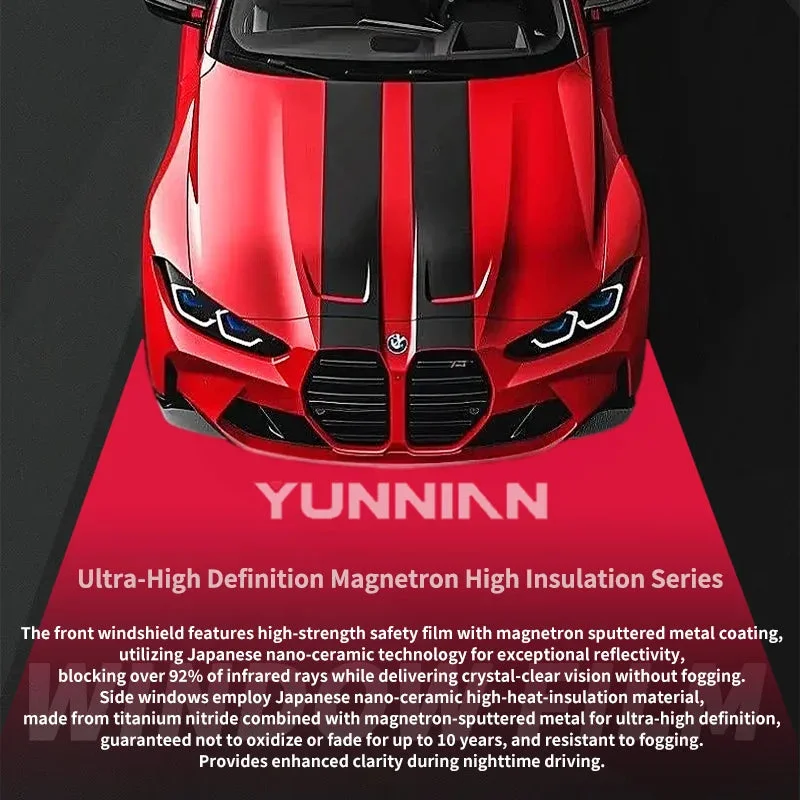 YUNNIAN
Ultra-High Definition Magnetron High Insulation Series
The front windshield features high-strength safety film with magnetron sputtered metal coating,
utilizing Japanese nano-ceramic technology for exceptional reflectivity,
blocking over 92% of infrared rays while delivering crystal-clear vision without fogging.
Side windows employ Japanese nano-ceramic high-heat-insulation material,
made from titanium nitride combined with magnetron-sputtered metal for ultra-high definition,
guaranteed not to oxidize or fade for up to 10 years, and resistant to fogging.
Provides enhanced clarity during nighttime driving.
WINDOW FILM